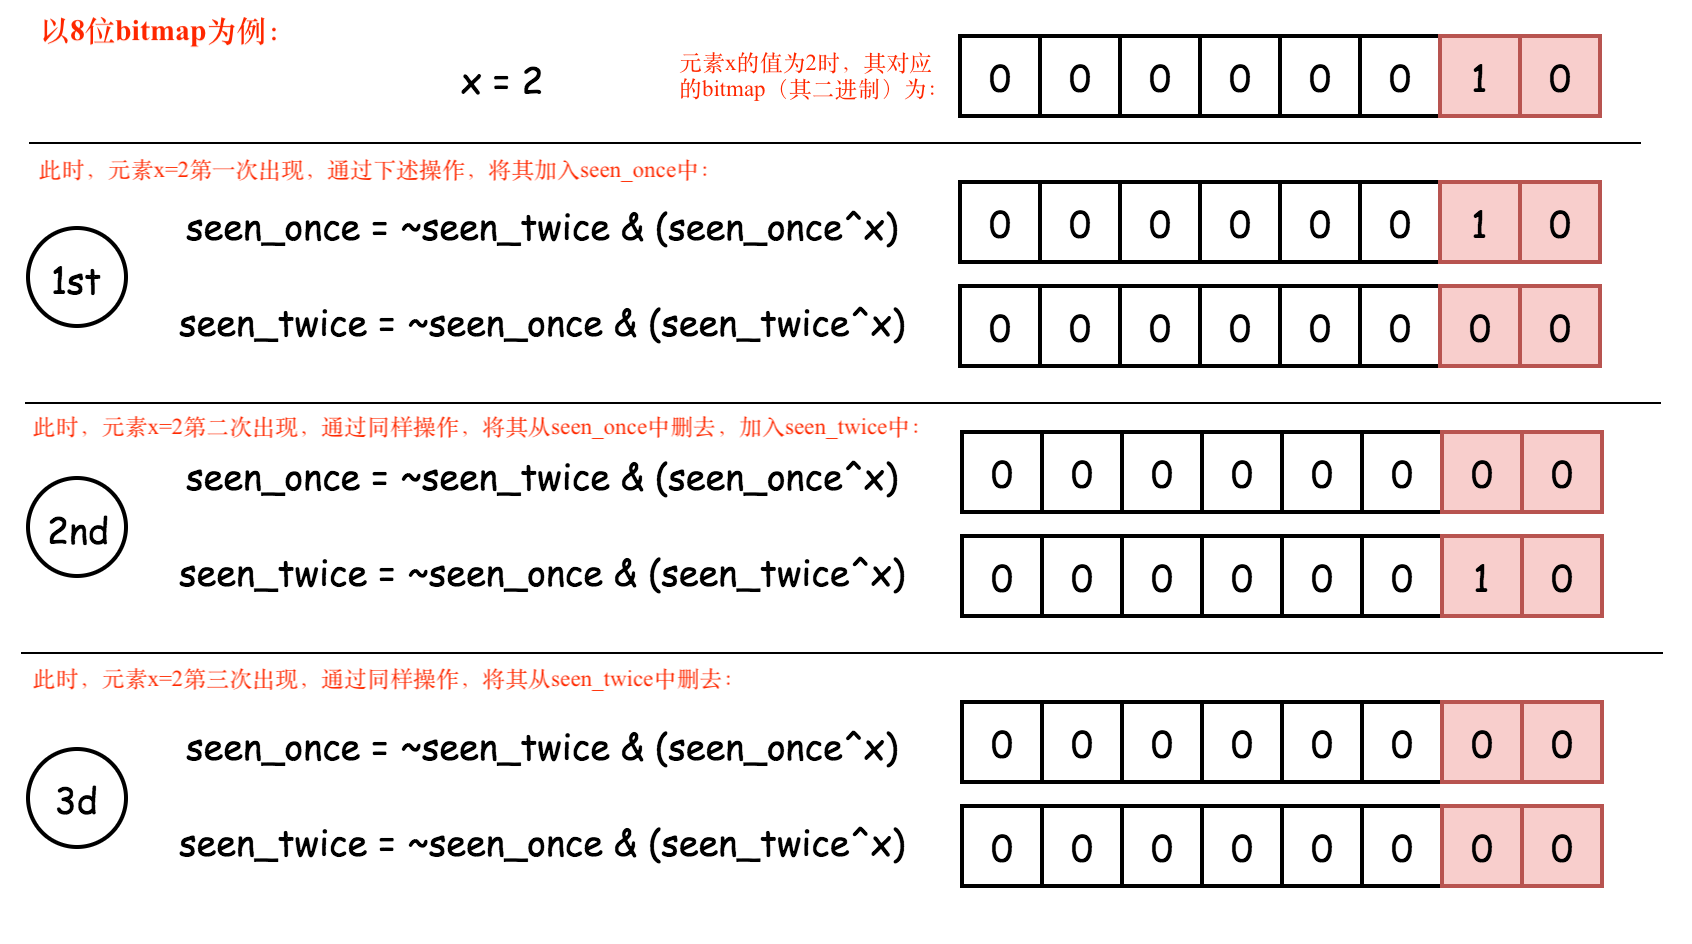 以8位bitmap为例：
x = 2
元素x的值为2时，其对应
的bitmap（其二进制）为：
0 0 0 0 0 0 1 0
此时，元素x=2第一次出现，通过下述操作，将其加入seen_once中：
1st
seen_once = ~seen_twice & (seen_once^x)
0 0 0 0 0 0 1 0
seen_twice = ~seen_once & (seen_twice^x)
0 0 0 0 0 0 0 0
此时，元素x=2第二次出现，通过同样操作，将其从seen_once中删去，加入seen_twice中：
2nd
seen_once = ~seen_twice & (seen_once^x)
0 0 0 0 0 0 0 0
seen_twice = ~seen_once & (seen_twice^x)
0 0 0 0 0 0 1 0
此时，元素x=2第三次出现，通过同样操作，将其从seen_twice中删去：
3d
seen_once = ~seen_twice & (seen_once^x)
0 0 0 0 0 0 0 0
seen_twice = ~seen_once & (seen_twice^x)
0 0 0 0 0 0 0 0